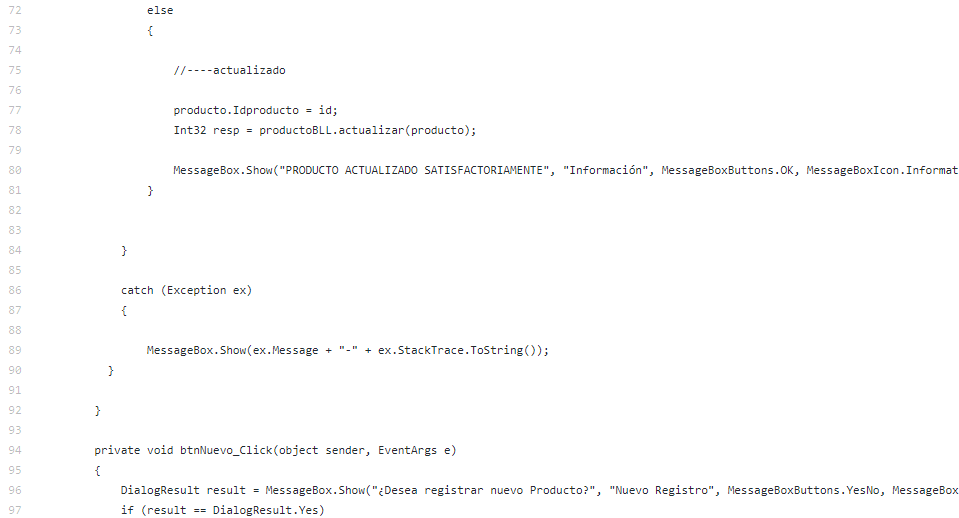 72 else
73 {
74
75 //----actualizado
76
77 producto.Idproducto = id;
78 Int32 resp = productoBLL.actualizar(producto);
79
80 MessageBox.Show("PRODUCTO ACTUALIZADO SATISFACTORIAMENTE", "Información", MessageBoxButtons.OK, MessageBoxIcon.Informat
81 }
82
83
84 }
85
86 catch (Exception ex)
87 {
88
89 MessageBox.Show(ex.Message + "-" + ex.StackTrace.ToString());
90 }
91
92 }
93
94 private void btnNuevo_Click(object sender, EventArgs e)
95 {
96 DialogResult result = MessageBox.Show("¿Desea registrar nuevo Producto?", "Nuevo Registro", MessageBoxButtons.YesNo, MessageBox
97 if (result == DialogResult.Yes)